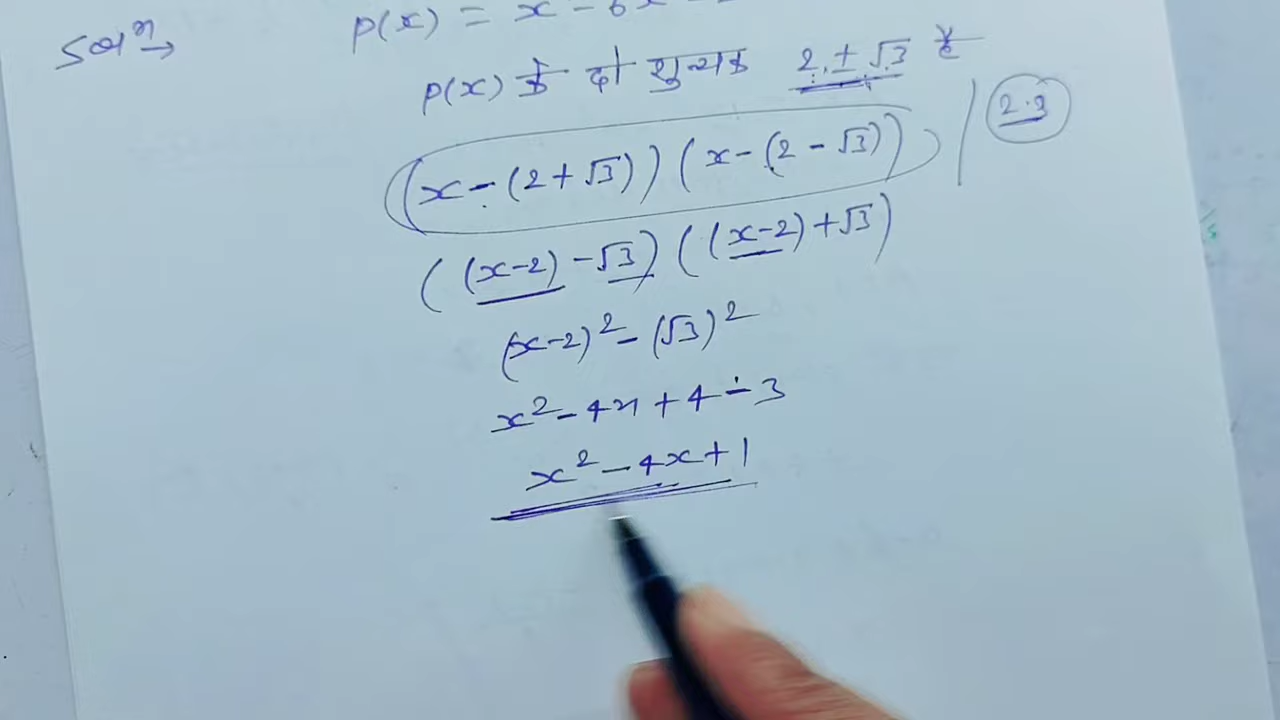 Solⁿ→
p(x) = x - 6x
p(x) के दो शुन्यक 2 ± √3 है
(x - (2 + √3)) (x - (2 - √3)) | 2.3
((x-2) - √3) ((x-2) + √3)
(x-2)² - (√3)²
x² - 4x + 4 - 3
x² - 4x + 1